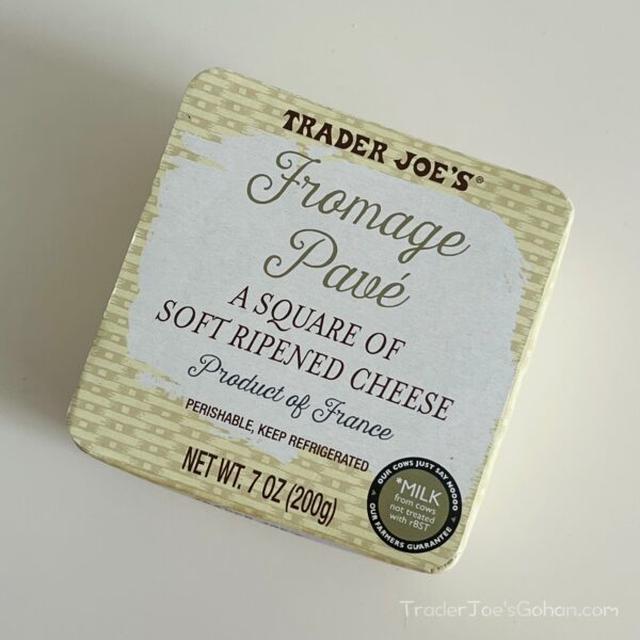 TRADER JOE'S®
Fromage
Pavé
A SQUARE OF
SOFT RIPENED CHEESE
Product of France
PERISHABLE, KEEP REFRIGERATED
NET WT. 7 OZ (200g)
OUR COWS JUST SAY NOOOO
*MILK
from cows
not treated
with rBST
OUR FARMERS GUARANTEE
TraderJoe'sGohan.com